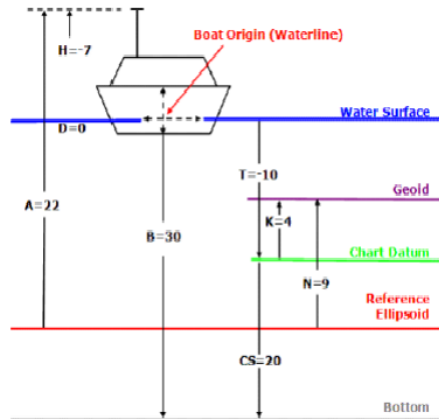 H=-7
Boat Origin (Waterline)
Water Surface
D=0
T=-10
Geoid
A=22
K=4
B=30
Chart Datum
N=9
Reference
Ellipsoid
CS=20
Bottom